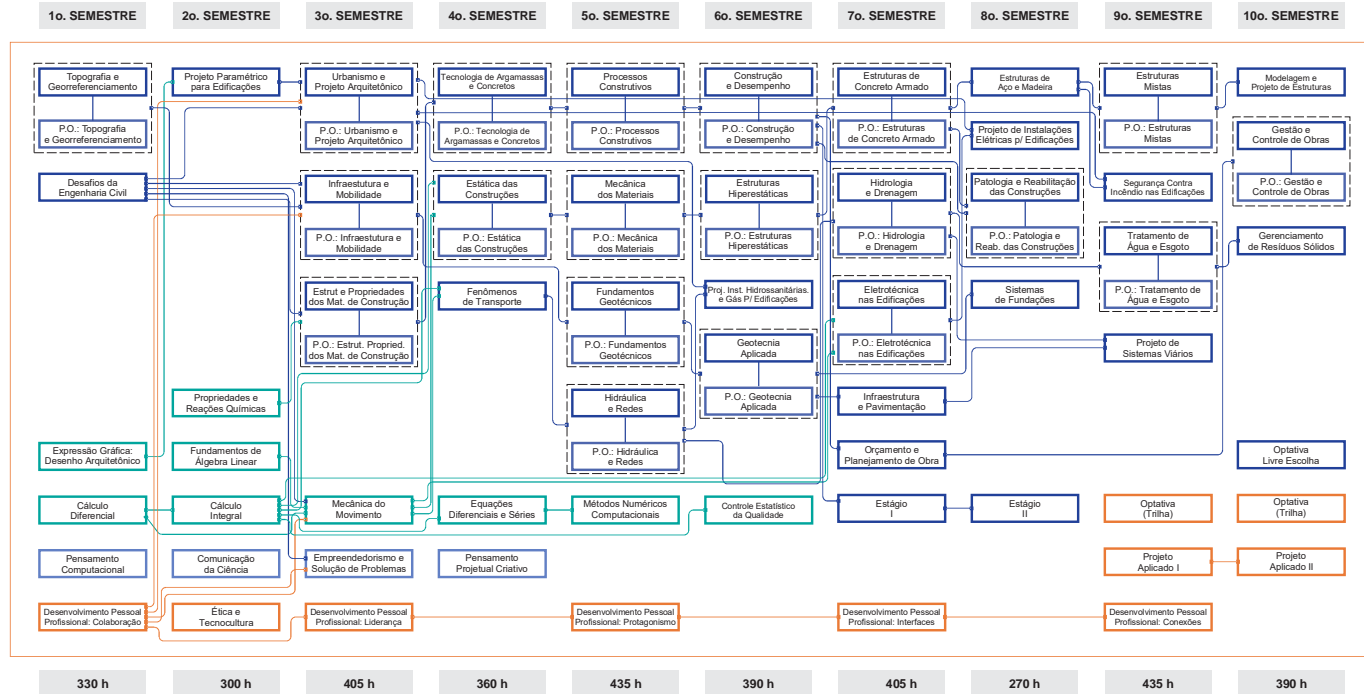 1o. SEMESTRE
2o. SEMESTRE
3o. SEMESTRE
4o. SEMESTRE
5o. SEMESTRE
6o. SEMESTRE
7o. SEMESTRE
8o. SEMESTRE
9o. SEMESTRE
10o. SEMESTRE
Topografia e
Georreferenciamento
P.O.: Topografia
e Georreferenciamento
Desafios da
Engenharia Civil
Expressão Gráfica:
Desenho Arquitetônico
Cálculo
Diferencial
Pensamento
Computacional
Desenvolvimento Pessoal
Profissional: Colaboração
Projeto Paramétrico
para Edificações
Propriedades e
Reações Químicas
Fundamentos de
Álgebra Linear
Cálculo
Integral
Comunicação
da Ciência
Ética e
Tecnocultura
Urbanismo e
Projeto Arquitetônico
P.O.: Urbanismo e
Projeto Arquitetônico
Infraestutura e
Mobilidade
P.O.: Infraestutura e
Mobilidade
Estrut e Propriedades
dos Mat. de Construção
P.O.: Estrut. Propried.
dos Mat. de Construção
Mecânica do
Movimento
Empreendedorismo e
Solução de Problemas
Desenvolvimento Pessoal
Profissional: Liderança
Tecnologia de Argamassas
e Concretos
P.O.: Tecnologia de
Argamassas e Concretos
Estática das
Construções
P.O.: Estática
das Construções
Fenômenos
de Transporte
Equações
Diferenciais e Séries
Pensamento
Projetual Criativo
Processos
Construtivos
P.O.: Processos
Construtivos
Mecânica
dos Materiais
P.O.: Mecânica
dos Materiais
Fundamentos
Geotécnicos
P.O.: Fundamentos
Geotécnicos
Hidráulica
e Redes
P.O.: Hidráulica
e Redes
Métodos Numéricos
Computacionais
Desenvolvimento Pessoal
Profissional: Protagonismo
Construção
e Desempenho
P.O.: Construção
e Desempenho
Estruturas
Hiperestáticas
P.O.: Estruturas
Hiperestáticas
Proj. Inst. Hidrossanitárias.
e Gás P/ Edificações
Geotecnia
Aplicada
P.O.: Geotecnia
Aplicada
Controle Estatístico
da Qualidade
Estruturas de
Concreto Armado
P.O.: Estruturas
de Concreto Armado
Hidrologia
e Drenagem
P.O.: Hidrologia
e Drenagem
Eletrotécnica
nas Edificações
P.O.: Eletrotécnica
nas Edificações
Infraestrutura
e Pavimentação
Orçamento e
Planejamento de Obra
Estágio
I
Desenvolvimento Pessoal
Profissional: Interfaces
Estruturas de
Aço e Madeira
Projeto de Instalações
Elétricas p/ Edificações
Patologia e Reabilitação
das Construções
P.O.: Patologia e
Reab. das Construções
Sistemas
de Fundações
Estágio
II
Estruturas
Mistas
P.O.: Estruturas
Mistas
Segurança Contra
Incêndio nas Edificações
Tratamento de
Água e Esgoto
P.O.: Tratamento de
Água e Esgoto
Projeto de
Sistemas Viários
Optativa
(Trilha)
Projeto
Aplicado I
Desenvolvimento Pessoal
Profissional: Conexões
Modelagem e
Projeto de Estruturas
Gestão e
Controle de Obras
P.O.: Gestão e
Controle de Obras
Gerenciamento
de Resíduos Sólidos
Optativa
Livre Escolha
Optativa
(Trilha)
Projeto
Aplicado II
330 h
300 h
405 h
360 h
435 h
390 h
405 h
270 h
435 h
390 h